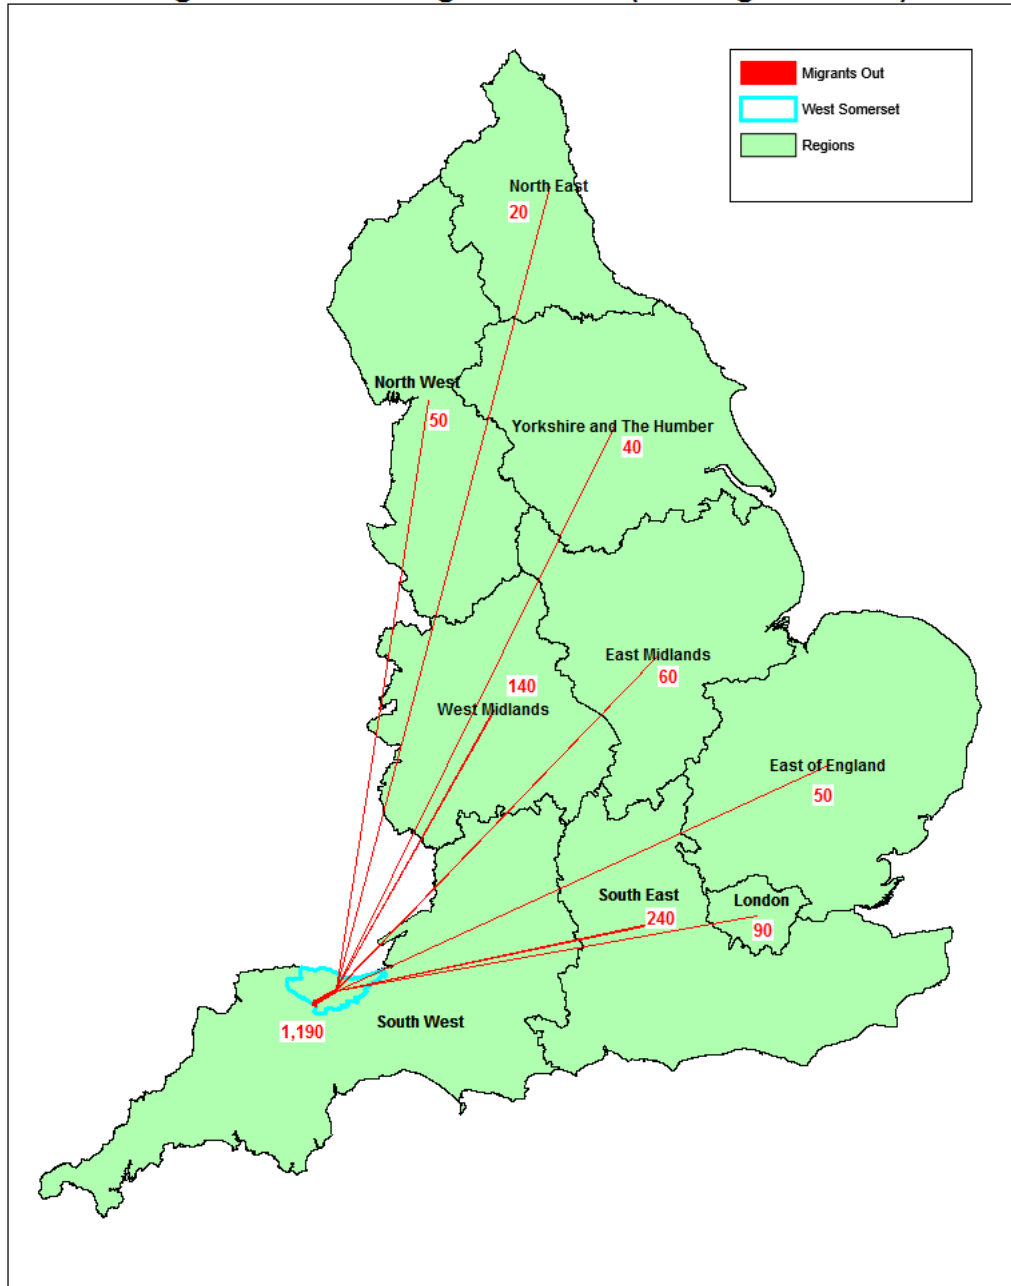 Migrants Out
West Somerset
Regions
North East
20
North West
50
Yorkshire and The Humber
40
East Midlands
60
140
West Midlands
East of England
50
South East
240
London
90
South West
1,190